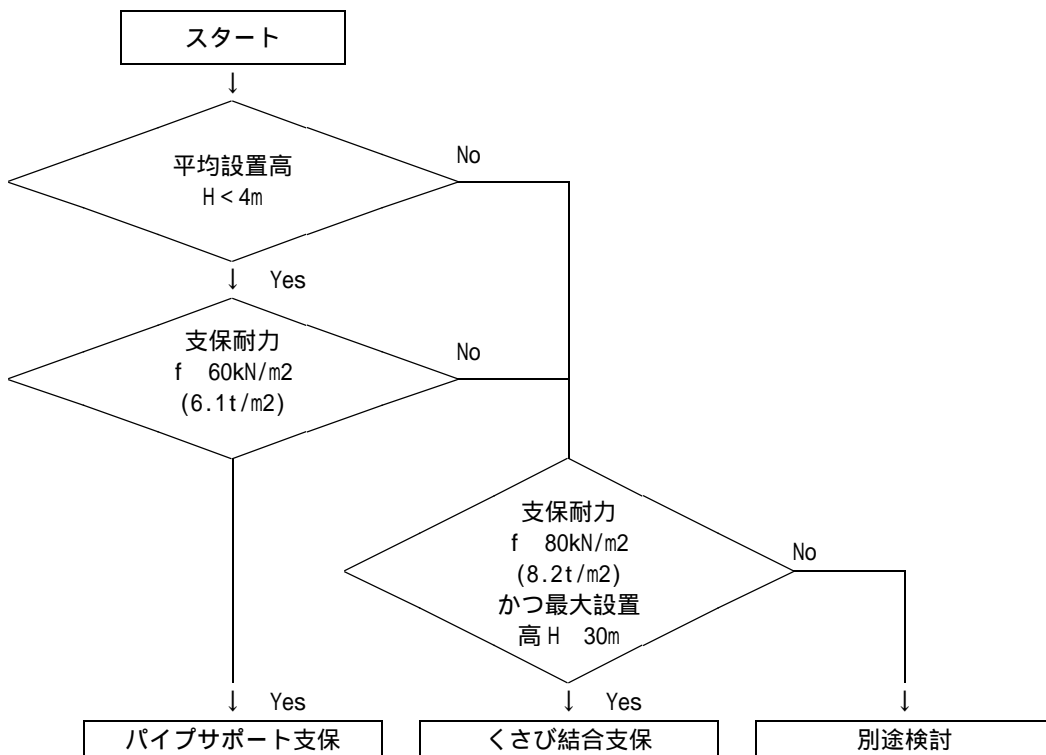 スタート
↓
平均設置高
H<4m
No
↓ Yes
支保耐力
f 60kN/m2
(6.1t/m2)
No
支保耐力
f 80kN/m2
(8.2t/m2)
かつ最大設置
高H 30m
No
↓ Yes
↓ Yes
↓
パイプサポート支保
くさび結合支保
別途検討